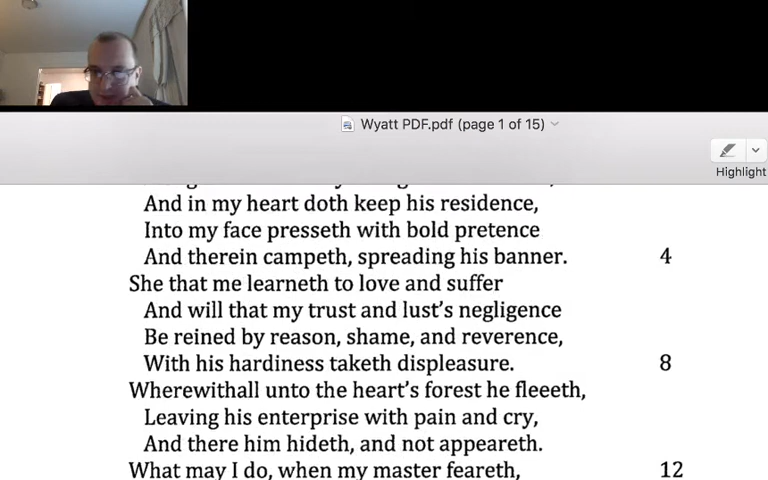 Wyatt PDF.pdf (page 1 of 15)
Highlight
And in my heart doth keep his residence,
Into my face presseth with bold pretence
And therein campeth, spreading his banner. 4
She that me learneth to love and suffer
And will that my trust and lust's negligence
Be reined by reason, shame, and reverence,
With his hardiness taketh displeasure. 8
Wherewithall unto the heart's forest he fleeeth,
Leaving his enterprise with pain and cry,
And there him hideth, and not appeareth.
What may I do, when my master feareth, 12